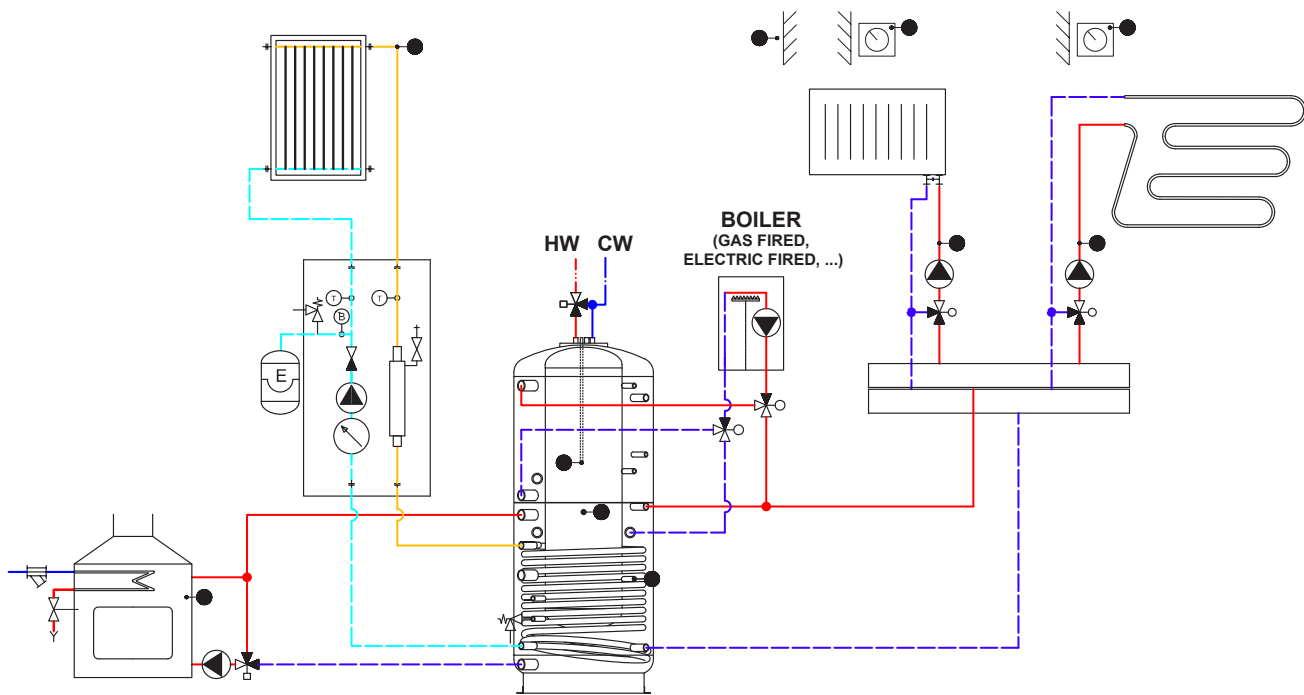 HW CW
BOILER
(GAS FIRED,
ELECTRIC FIRED, ...)
T
T
B
E